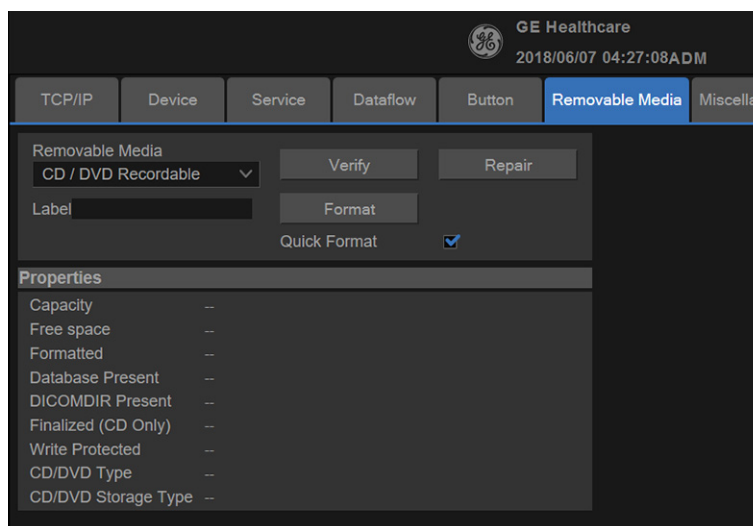 GE Healthcare
2018/06/07 04:27:08ADM
TCP/IP Device Service Dataflow Button Removable Media Miscella
Removable Media
CD / DVD Recordable Verify Repair
Label Format
Quick Format
Properties
Capacity --
Free space --
Formatted --
Database Present --
DICOMDIR Present --
Finalized (CD Only) --
Write Protected --
CD/DVD Type --
CD/DVD Storage Type --